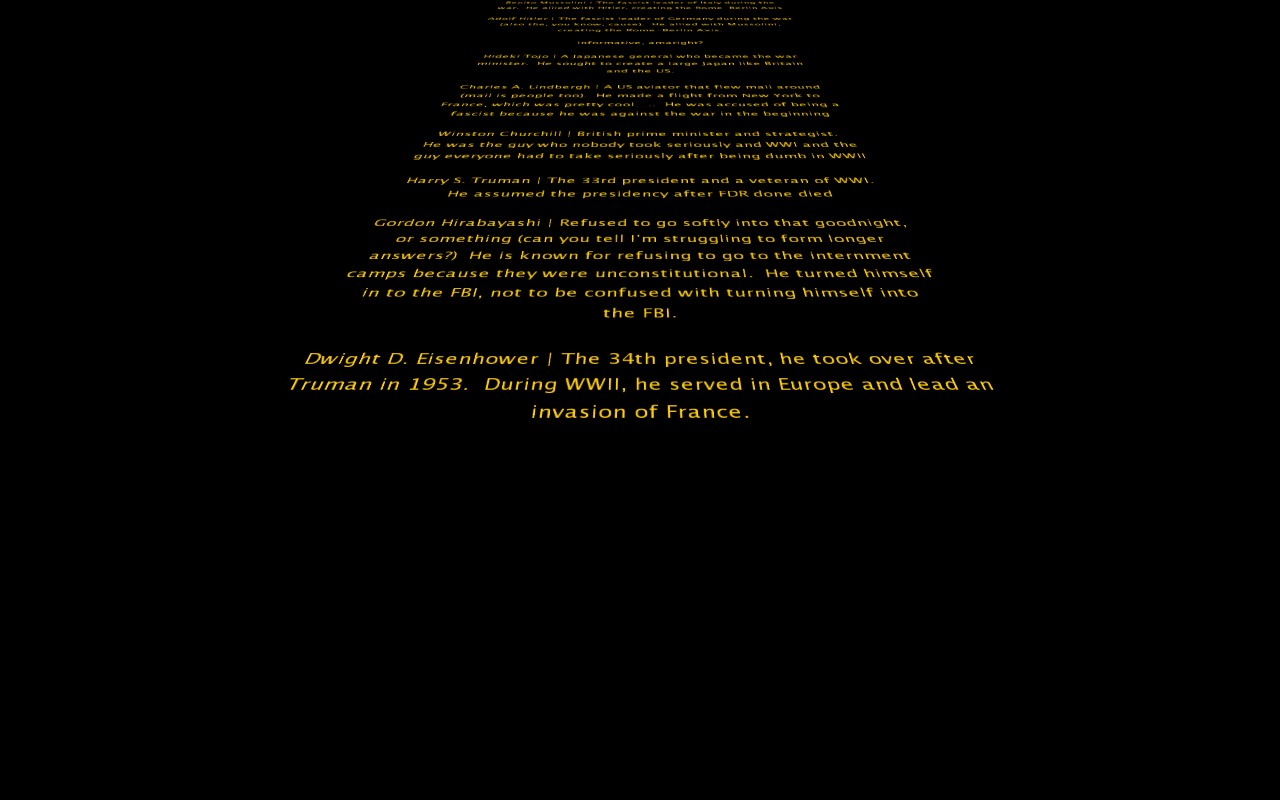 Benito Mussolini | The fascist leader of Italy during the
war. He allied with Hitler, creating the Rome-Berlin Axis
Adolf Hitler | The fascist leader of Germany during the war
(also the, you know, cause). He allied with Mussolini,
creating the Rome-Berlin Axis.
Informative, amaright?
Hideki Tojo | A Japanese general who became the war
minister. He sought to create a large Japan like Britain
and the US.
Charles A. Lindbergh | A US aviator that flew mail around
(mail is people too). He made a flight from New York to
France, which was pretty cool. ... He was accused of being a
fascist because he was against the war in the beginning
Winston Churchill | British prime minister and strategist.
He was the guy who nobody took seriously and WWI and the
guy everyone had to take seriously after being dumb in WWII
Harry S. Truman | The 33rd president and a veteran of WWI.
He assumed the presidency after FDR done died
Gordon Hirabayashi | Refused to go softly into that goodnight,
or something (can you tell I'm struggling to form longer
answers?) He is known for refusing to go to the internment
camps because they were unconstitutional. He turned himself
in to the FBI, not to be confused with turning himself into
the FBI.
Dwight D. Eisenhower | The 34th president, he took over after
Truman in 1953. During WWII, he served in Europe and lead an
invasion of France.